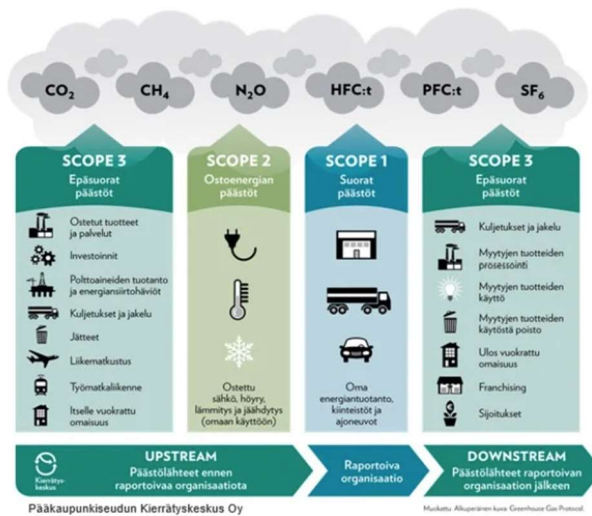 CO₂
CH₄
N₂O
HFC:t
PFC:t
SF₆
SCOPE 3
Epäsuorat
päästöt
Ostetut tuotteet
ja palvelut
Investoinnit
Polttoaineiden tuotanto
ja energiansiirtohäviöt
Kuljetukset ja jakelu
Jätteet
Liikematkustus
Työmatkaliikenne
Itselle vuokrattu
omaisuus
SCOPE 2
Ostoenergian
päästöt
Ostettu
sähkö, höyry,
lämmitys ja jäähdytys
(omaan käyttöön)
SCOPE 1
Suorat
päästöt
Oma
energiantuotanto,
kiinteistöt ja
ajoneuvot
SCOPE 3
Epäsuorat
päästöt
Kuljetukset ja jakelu
Myytyjen tuotteiden
prosessointi
Myytyjen tuotteiden
käyttö
Myytyjen tuotteiden
käytöstä poisto
Ulos vuokrattu
omaisuus
Franchising
Sijoitukset
Kierrätys-
keskus
UPSTREAM
Päästölähteet ennen
raportoivaa organisaatiota
Raportoiva
organisaatio
DOWNSTREAM
Päästölähteet raportoivan
organisaation jälkeen
Pääkaupunkiseudun Kierrätyskeskus Oy
Muokattu. Alkuperäinen kuva: Greenhouse Gas Protocol.